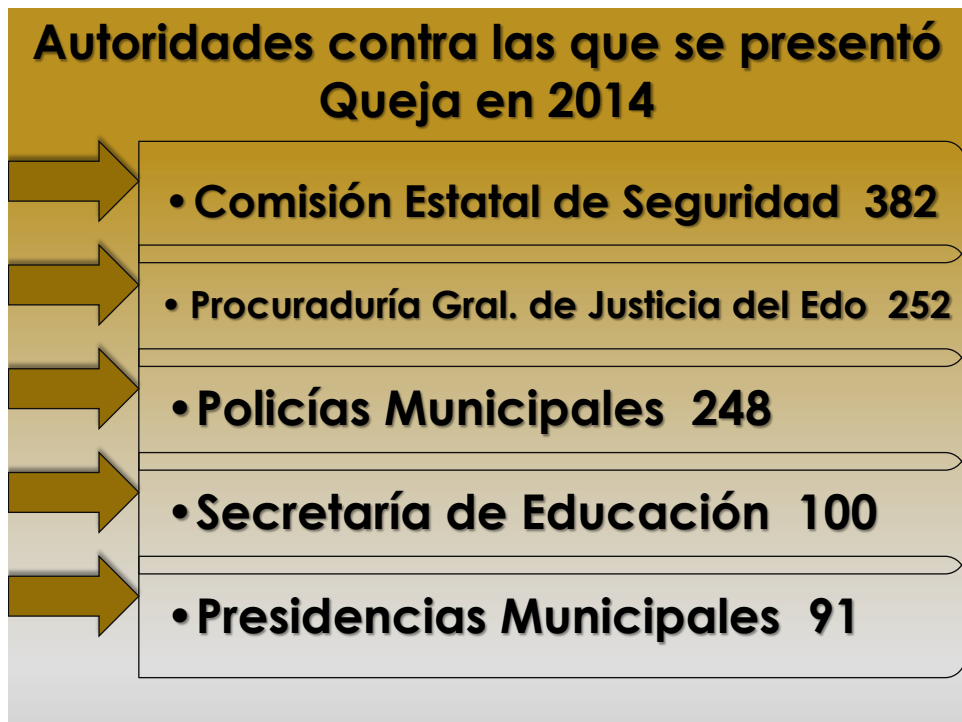 Autoridades contra las que se presentó
Queja en 2014
•Comisión Estatal de Seguridad 382
• Procuraduría Gral. de Justicia del Edo 252
•Policías Municipales 248
•Secretaría de Educación 100
•Presidencias Municipales 91